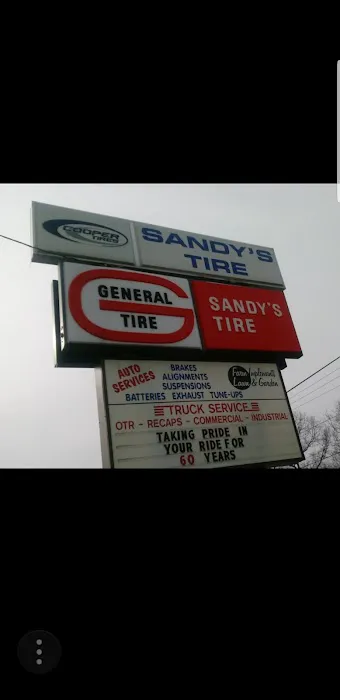 COOPER TIRES
SANDY'S
TIRE
GENERAL
TIRE
SANDY'S
TIRE
AUTO
SERVICES
BRAKES
ALIGNMENTS
SUSPENSIONS
BATTERIES EXHAUST TUNE-UPS
Farm Implements
Lawn & Garden
TRUCK SERVICE
OTR - RECAPS - COMMERCIAL - INDUSTRIAL
TAKING PRIDE IN
YOUR RIDE FOR
60 YEARS